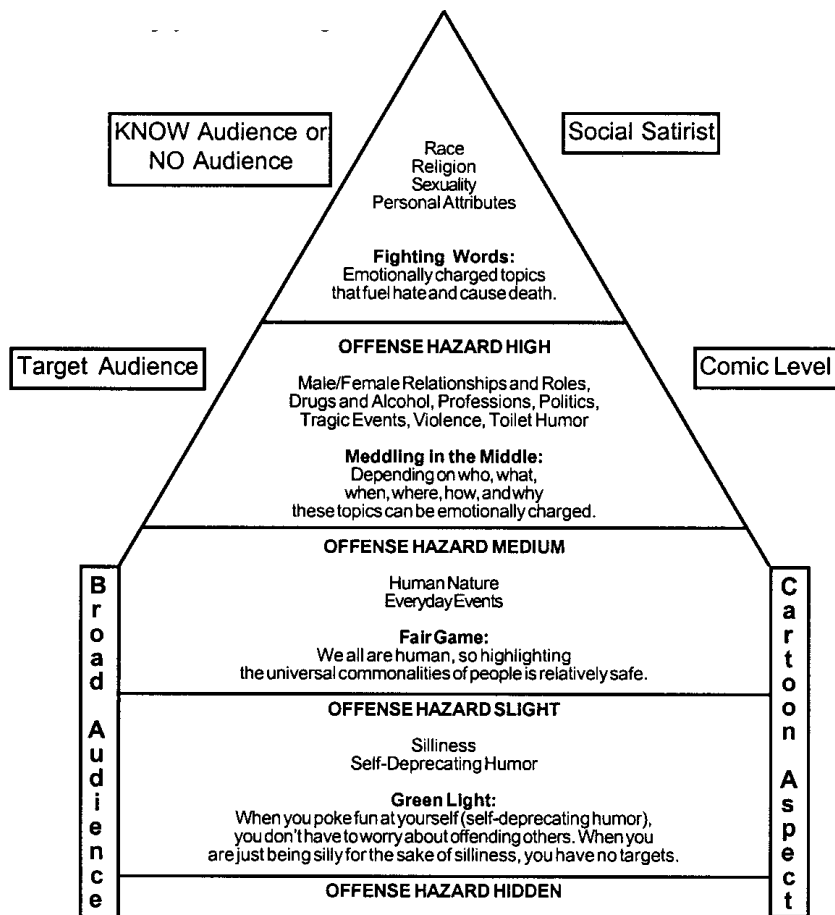 KNOW Audience or
NO Audience
Social Satirist
Race
Religion
Sexuality
Personal Attributes
Fighting Words:
Emotionally charged topics
that fuel hate and cause death.
OFFENSE HAZARD HIGH
Target Audience
Comic Level
Male/Female Relationships and Roles,
Drugs and Alcohol, Professions, Politics,
Tragic Events, Violence, Toilet Humor
Meddling in the Middle:
Depending on who, what,
when, where, how, and why
these topics can be emotionally charged.
OFFENSE HAZARD MEDIUM
Broad Audience
Cartoon Aspect
Human Nature
Everyday Events
Fair Game:
We all are human, so highlighting
the universal commonalities of people is relatively safe.
OFFENSE HAZARD SLIGHT
Silliness
Self-Deprecating Humor
Green Light:
When you poke fun at yourself (self-deprecating humor),
you don't have to worry about offending others. When you
are just being silly for the sake of silliness, you have no targets.
OFFENSE HAZARD HIDDEN